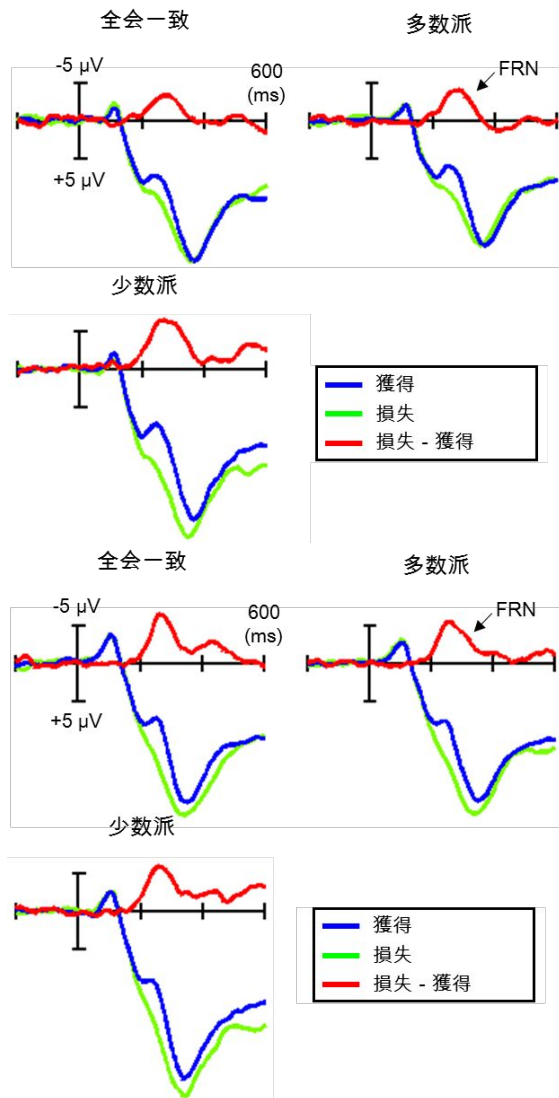 全会一致
多数派
-5 μV
600
(ms)
FRN
+5 μV
少数派
獲得
損失
損失 - 獲得
全会一致
多数派
-5 μV
600
(ms)
FRN
+5 μV
少数派
獲得
損失
損失 - 獲得